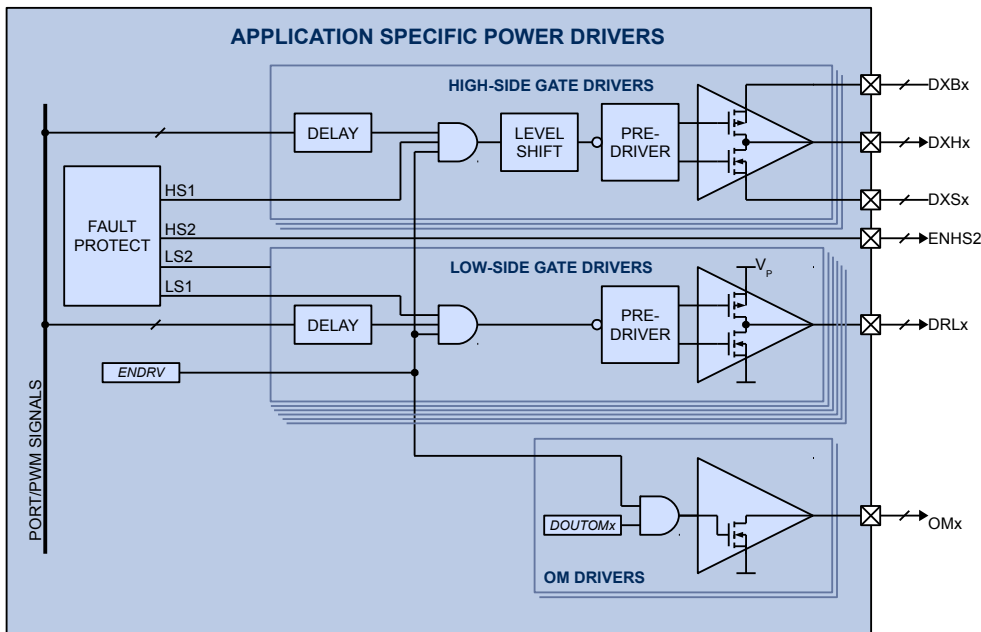 APPLICATION SPECIFIC POWER DRIVERS
HIGH-SIDE GATE DRIVERS
DXBx
DELAY
LEVEL
SHIFT
PRE-
DRIVER
DXHx
HS1
DXSx
FAULT
PROTECT
HS2
ENHS2
LS2
LOW-SIDE GATE DRIVERS
VP
LS1
DELAY
PRE-
DRIVER
DRLx
ENDRV
PORT/PWM SIGNALS
DOUTOMx
OMx
OM DRIVERS